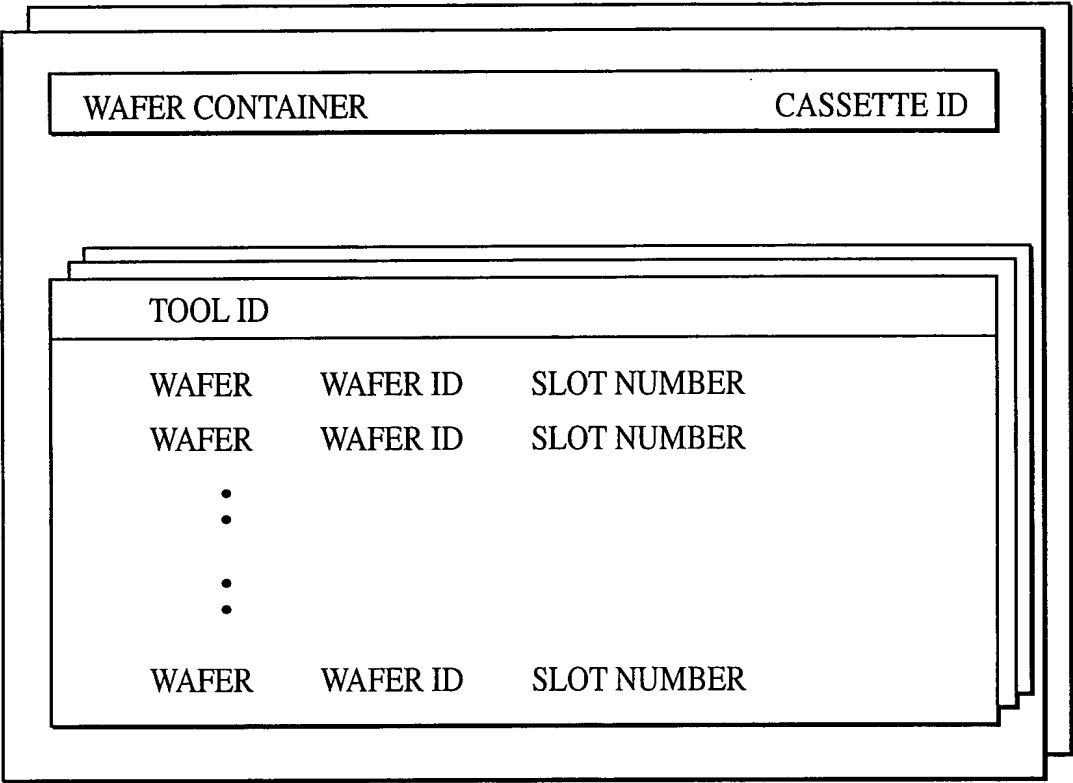 WAFER CONTAINER CASSETTE ID
TOOL ID
WAFER WAFER ID SLOT NUMBER
WAFER WAFER ID SLOT NUMBER
WAFER WAFER ID SLOT NUMBER